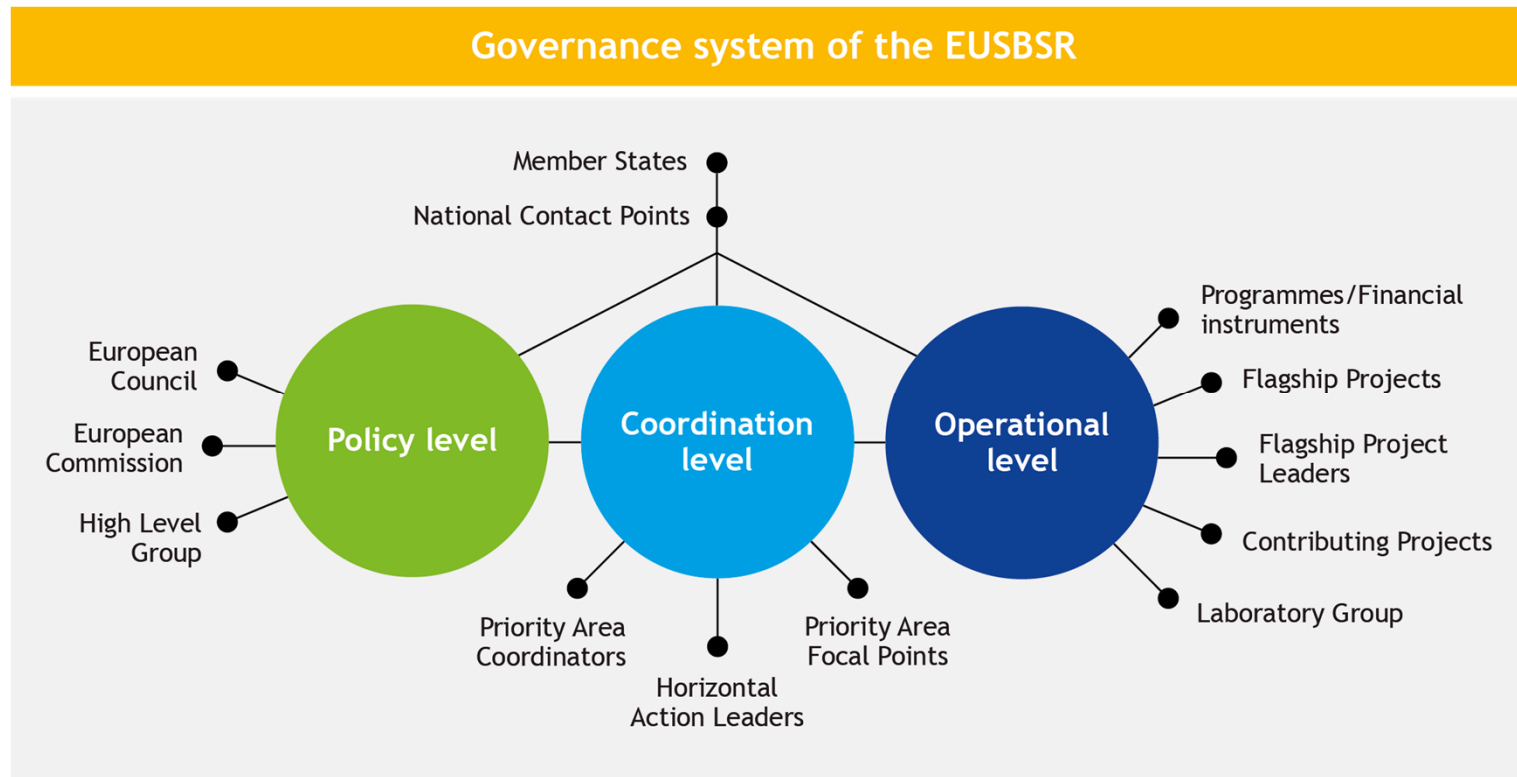 Governance system of the EUSBSR
Member States
National Contact Points
European
Council
European
Commission
High Level
Group
Policy level
Coordination
level
Operational
level
Programmes/Financial
instruments
Flagship Projects
Flagship Project
Leaders
Contributing Projects
Laboratory Group
Priority Area
Coordinators
Horizontal
Action Leaders
Priority Area
Focal Points